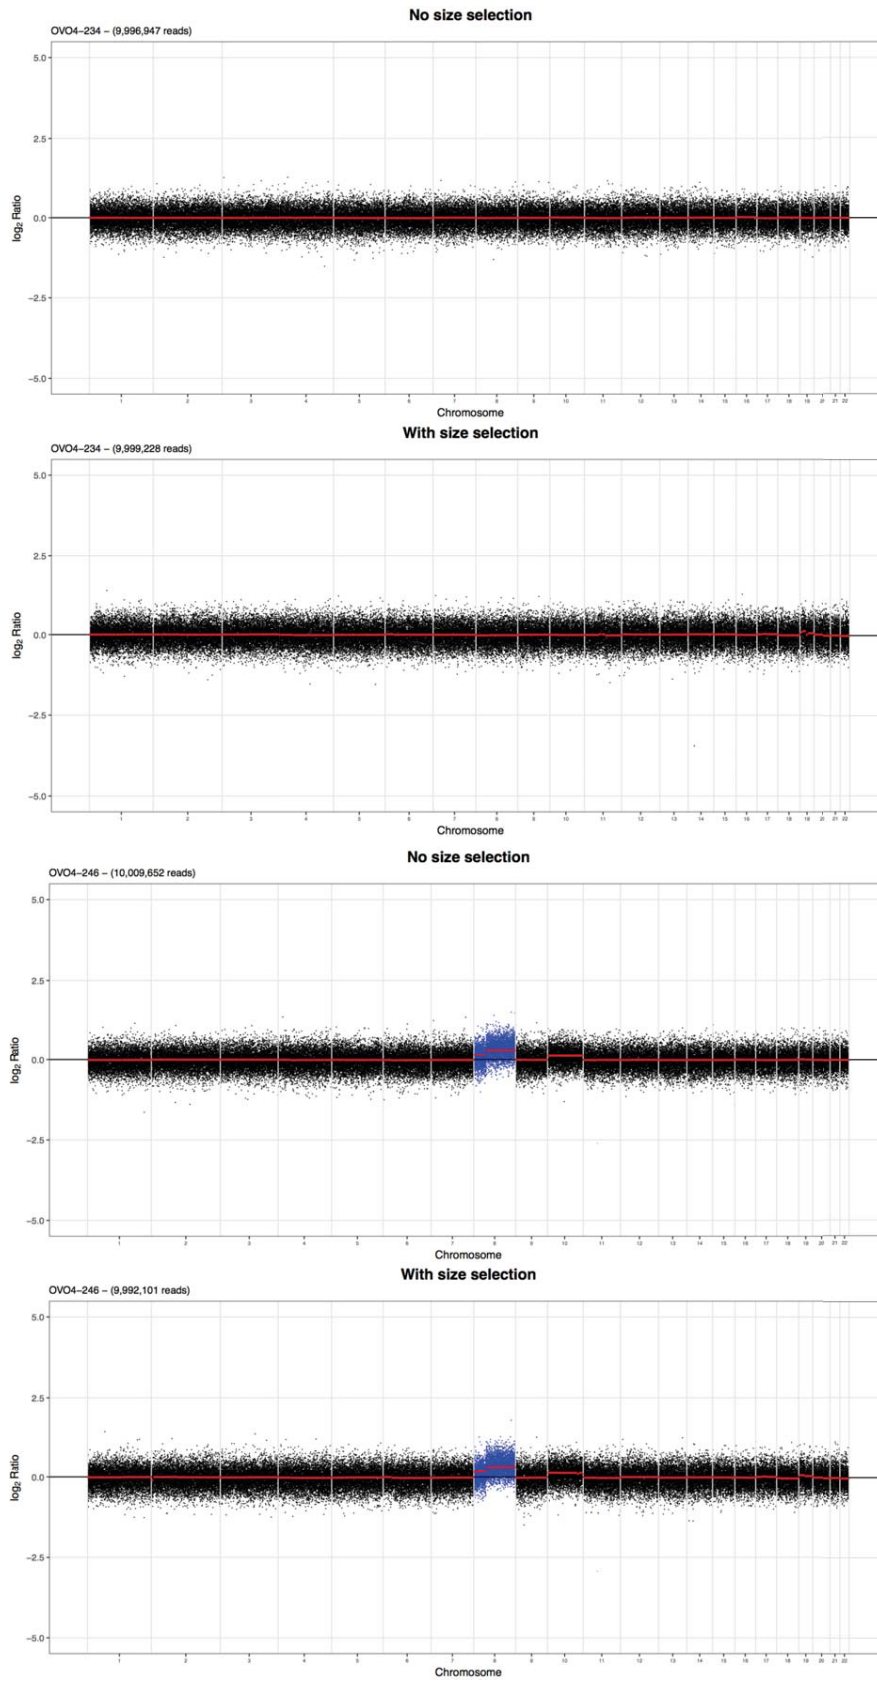 No size selection
OVO4–234 – (9,996,947 reads)
5.0
2.5
0.0
−2.5
−5.0
log2 Ratio
1 2 3 4 5 6 7 8 9 10 11 12 13 14 15 16 17 18 19 20 21 22
Chromosome
With size selection
OVO4–234 – (9,999,228 reads)
5.0
2.5
0.0
−2.5
−5.0
log2 Ratio
1 2 3 4 5 6 7 8 9 10 11 12 13 14 15 16 17 18 19 20 21 22
Chromosome
No size selection
OVO4–246 – (10,009,652 reads)
5.0
2.5
0.0
−2.5
−5.0
log2 Ratio
1 2 3 4 5 6 7 8 9 10 11 12 13 14 15 16 17 18 19 20 21 22
Chromosome
With size selection
OVO4–246 – (9,992,101 reads)
5.0
2.5
0.0
−2.5
−5.0
log2 Ratio
1 2 3 4 5 6 7 8 9 10 11 12 13 14 15 16 17 18 19 20 21 22
Chromosome